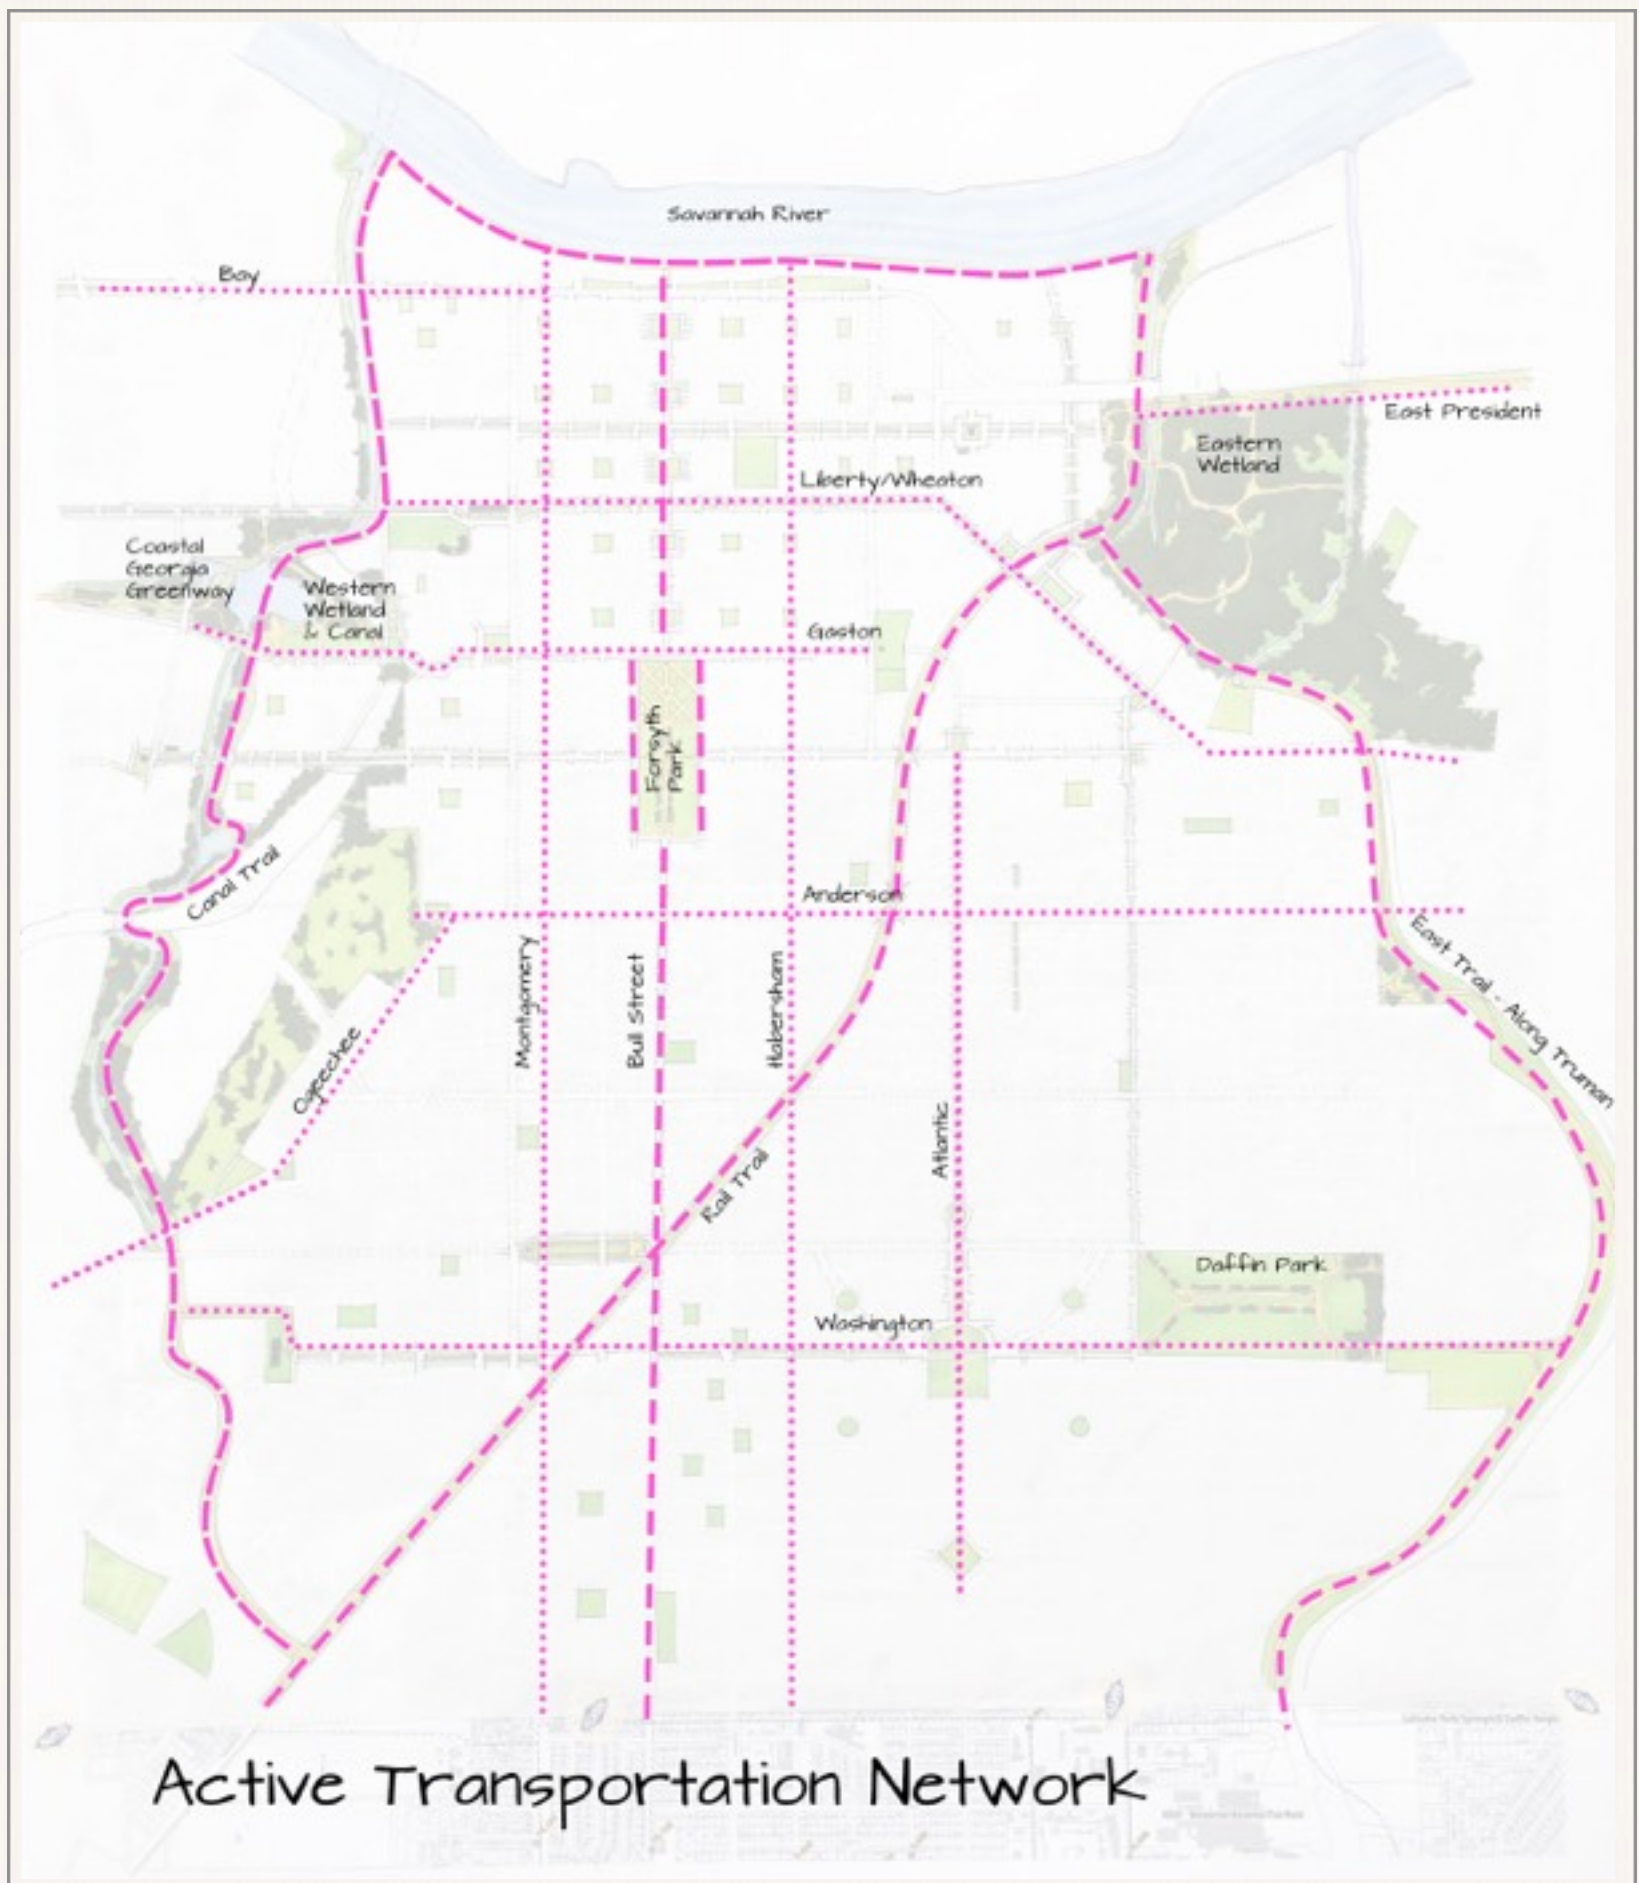 Savannah River
Bay
East President
Eastern
Wetland
Liberty/Wheaton
Coastal
Georgia
Greenway
Western
Wetland
& Canal
Gaston
Forsyth
Park
Canal Trail
Anderson
East Trail - Along Truman
Montgomery
Bull Street
Habersham
Ogeechee
Atlantic
Rail Trail
Daffin Park
Washington
Active Transportation Network